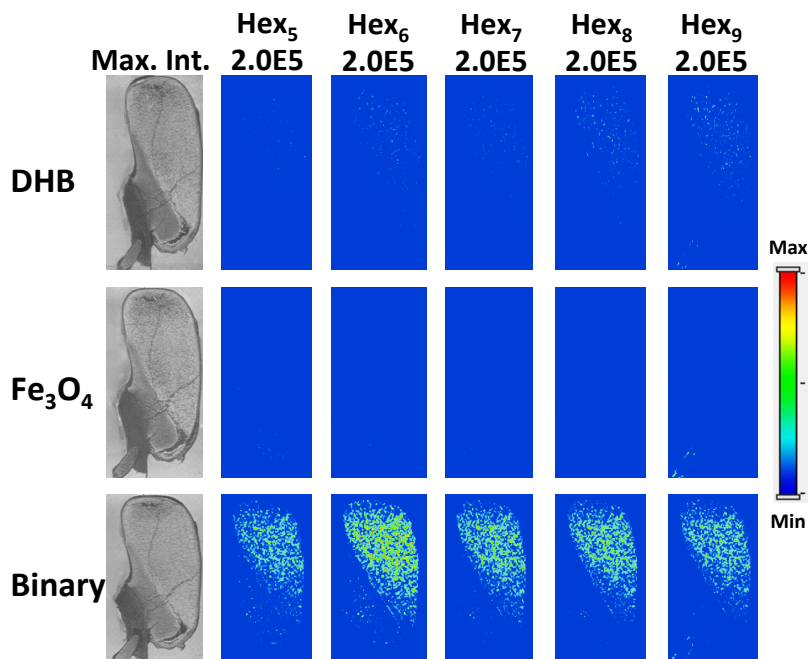 Hex₅ Hex₆ Hex₇ Hex₈ Hex₉
Max. Int. 2.0E5 2.0E5 2.0E5 2.0E5 2.0E5
DHB
Max
Fe₃O₄
Min
Binary